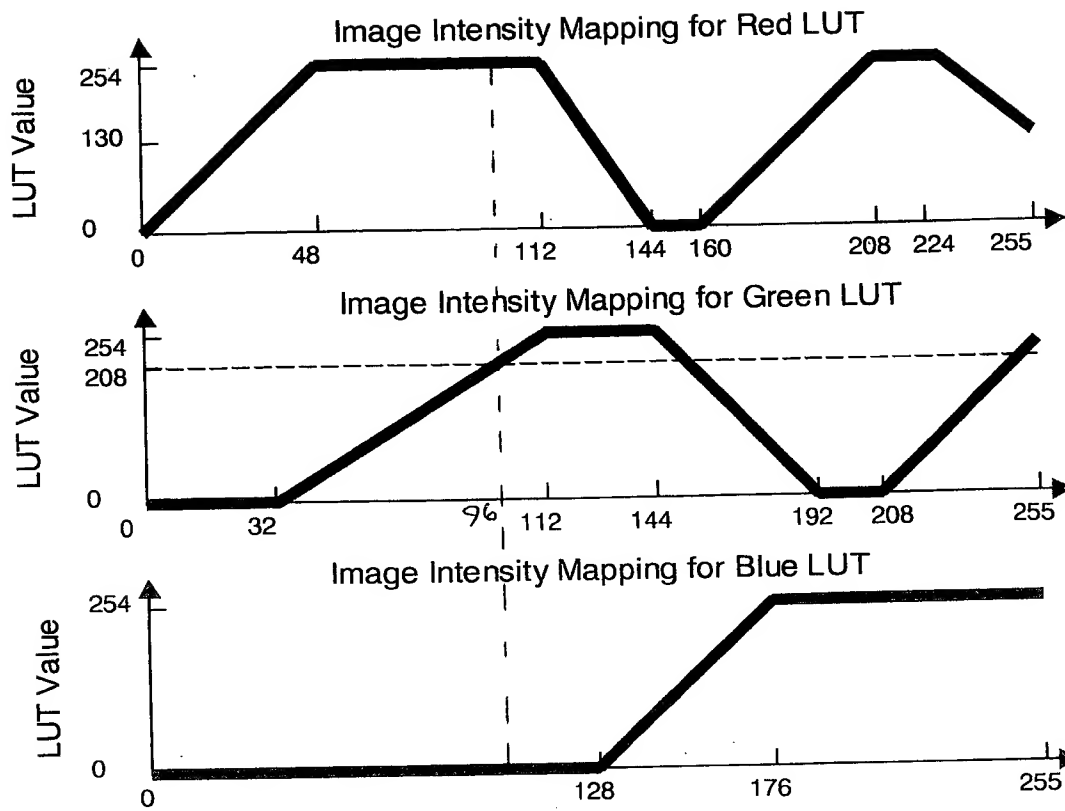 Image Intensity Mapping for Red LUT
LUT Value
254
130
0
0 48 112 144 160 208 224 255
Image Intensity Mapping for Green LUT
LUT Value
254
208
0
0 32 96 112 144 192 208 255
Image Intensity Mapping for Blue LUT
LUT Value
254
0
0 128 176 255